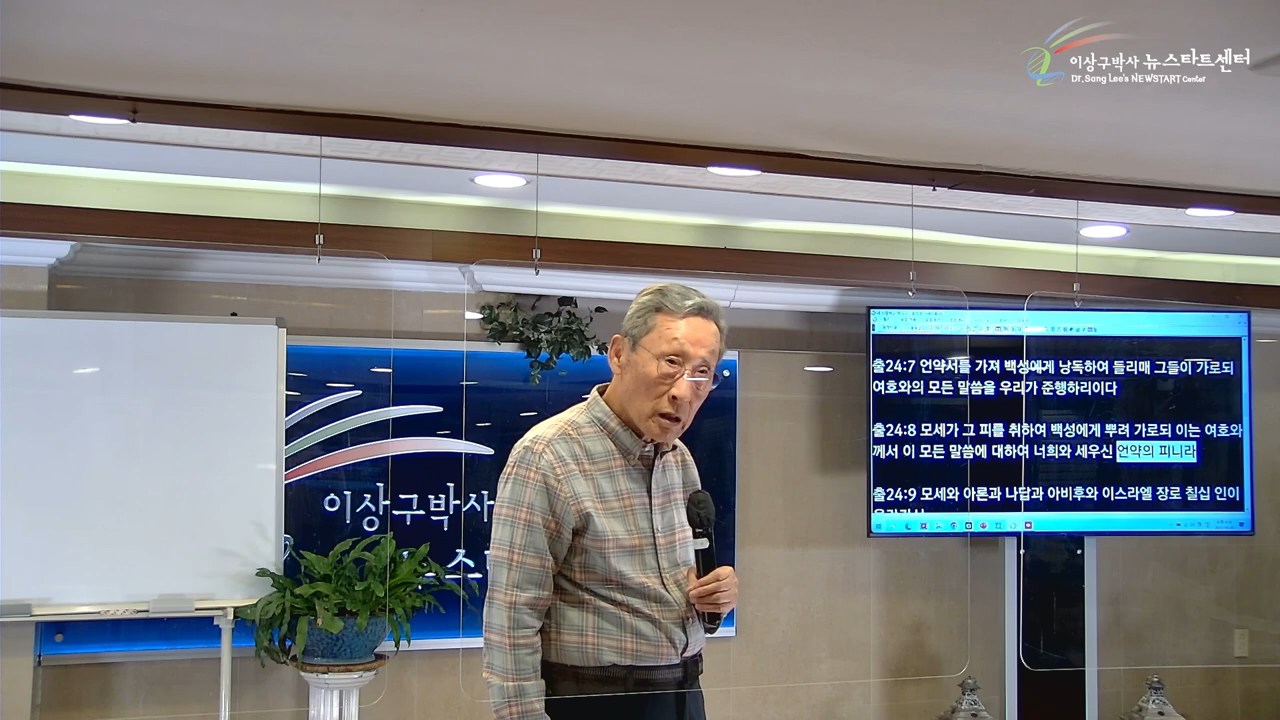 이상구박사 뉴스타트센터
Dr. Sang Lee's NEWSTART Center
출24:7 언약서를 가져 백성에게 낭독하여 들리매 그들이 가로되
여호와의 모든 말씀을 우리가 준행하리이다
출24:8 모세가 그 피를 취하여 백성에게 뿌려 가로되 이는 여호와
께서 이 모든 말씀에 대하여 너희와 세우신 언약의 피니라
출24:9 모세와 아론과 나답과 아비후와 이스라엘 장로 칠십 인이
이상구박사
스